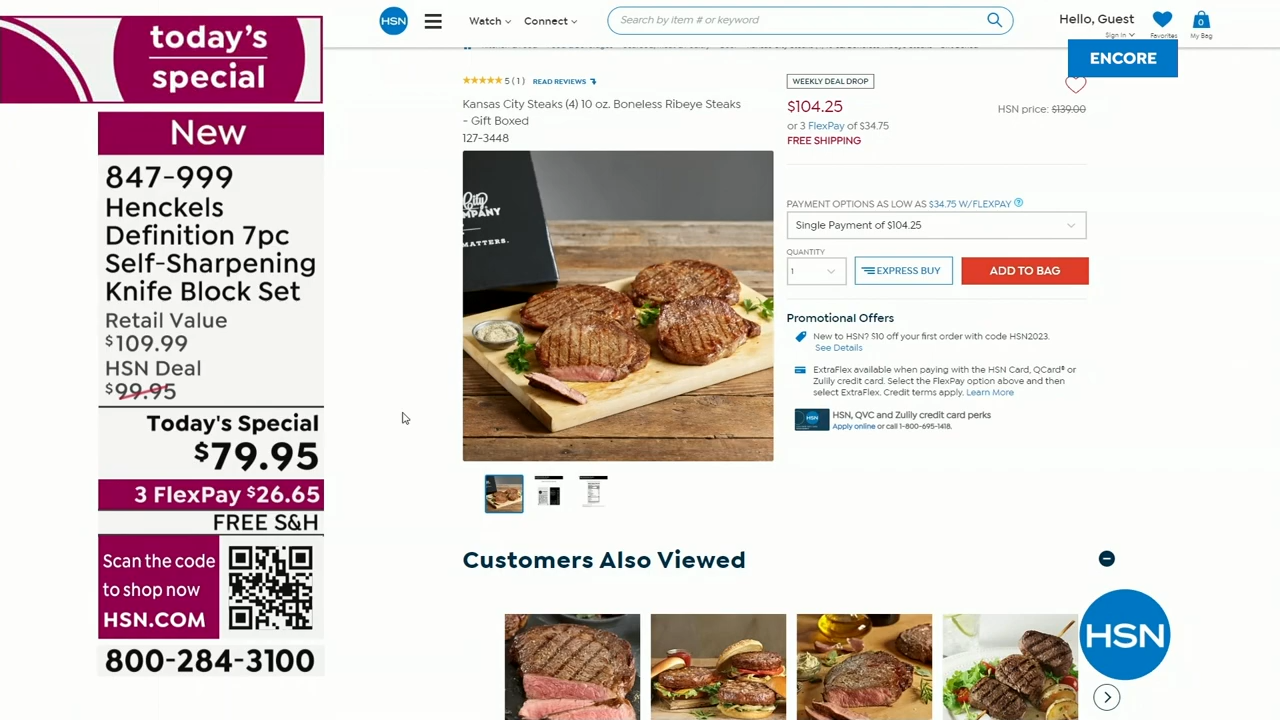 today's
special
New
847-999
Henckels
Definition 7pc
Self-Sharpening
Knife Block Set
Retail Value
$109.99
HSN Deal
$99.95
Today's Special
$79.95
3 FlexPay $26.65
FREE S&H
Scan the code
to shop now
HSN.COM
800-284-3100
HSN
Watch
Connect
Search by item # or keyword
Hello, Guest
Sign In
Favorites
0
My Bag
ENCORE
5 (1) READ REVIEWS
Kansas City Steaks (4) 10 oz. Boneless Ribeye Steaks
- Gift Boxed
127-3448
City
MPANY
MATTERS.
WEEKLY DEAL DROP
$104.25
HSN price: $139.00
or 3 FlexPay of $34.75
FREE SHIPPING
PAYMENT OPTIONS AS LOW AS $34.75 W/FLEXPAY ?
Single Payment of $104.25
QUANTITY
1
EXPRESS BUY
ADD TO BAG
Promotional Offers
New to HSN? $10 off your first order with code HSN2023.
See Details
ExtraFlex available when paying with the HSN Card, QCard® or
Zulily credit card. Select the FlexPay option above and then
select ExtraFlex. Credit terms apply. Learn More
HSN
HSN, QVC and Zulily credit card perks
Apply online or call 1-800-695-1418.
Customers Also Viewed
HSN